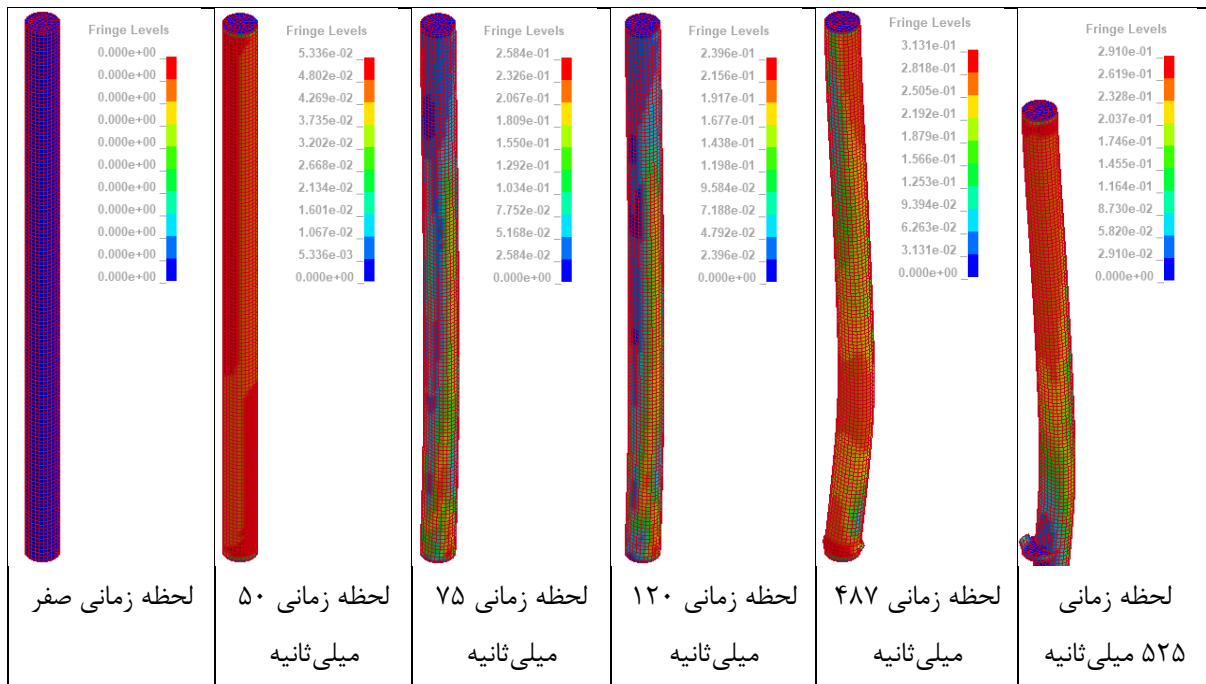 Fringe Levels
0.000e+00
0.000e+00
0.000e+00
0.000e+00
0.000e+00
0.000e+00
0.000e+00
0.000e+00
0.000e+00
0.000e+00
0.000e+00
Fringe Levels
5.336e-02
4.802e-02
4.269e-02
3.735e-02
3.202e-02
2.668e-02
2.134e-02
1.601e-02
1.067e-02
5.336e-03
0.000e+00
Fringe Levels
2.584e-01
2.326e-01
2.067e-01
1.809e-01
1.550e-01
1.292e-01
1.034e-01
7.752e-02
5.168e-02
2.584e-02
0.000e+00
Fringe Levels
2.396e-01
2.156e-01
1.917e-01
1.677e-01
1.438e-01
1.198e-01
9.584e-02
7.188e-02
4.792e-02
2.396e-02
0.000e+00
Fringe Levels
3.131e-01
2.818e-01
2.505e-01
2.192e-01
1.879e-01
1.566e-01
1.253e-01
9.394e-02
6.263e-02
3.131e-02
0.000e+00
Fringe Levels
2.910e-01
2.619e-01
2.328e-01
2.037e-01
1.746e-01
1.455e-01
1.164e-01
8.730e-02
5.820e-02
2.910e-02
0.000e+00
لحظه زمانی صفر
لحظه زمانی ۵۰
میلی‌ثانیه
لحظه زمانی ۷۵
میلی‌ثانیه
لحظه زمانی ۱۲۰
میلی‌ثانیه
لحظه زمانی ۴۸۷
میلی‌ثانیه
لحظه زمانی
۵۲۵ میلی‌ثانیه